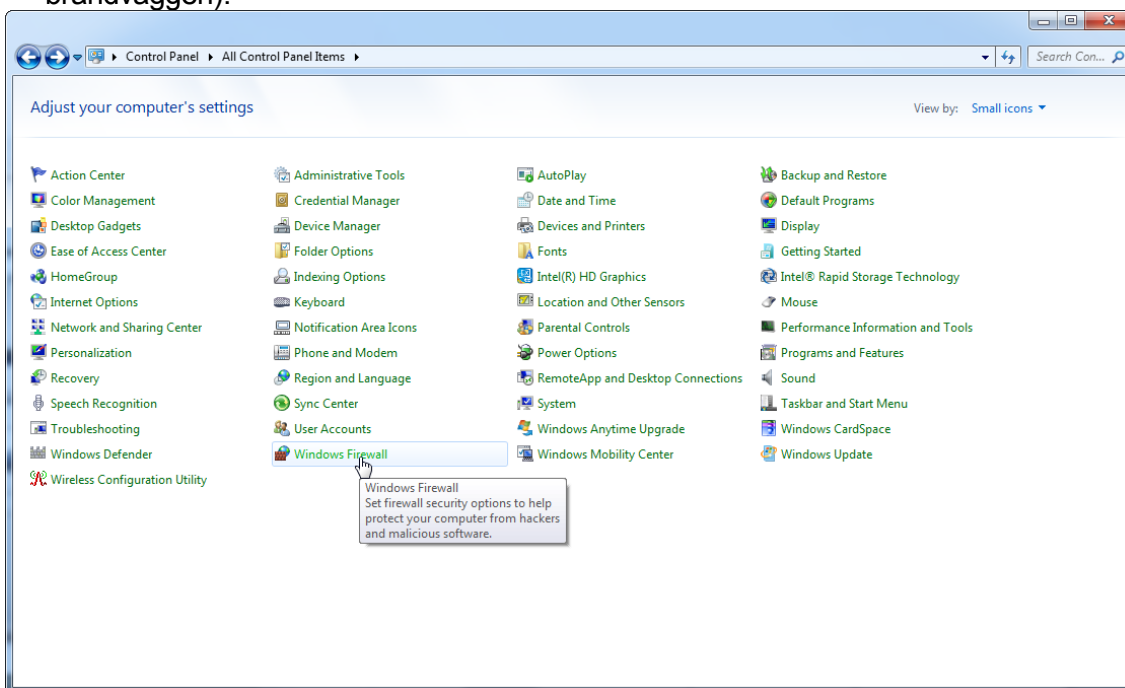 brandväggen).
Control Panel ▸ All Control Panel Items ▸
Search Con...
Adjust your computer's settings
View by: Small icons
Action Center
Administrative Tools
AutoPlay
Backup and Restore
Color Management
Credential Manager
Date and Time
Default Programs
Desktop Gadgets
Device Manager
Devices and Printers
Display
Ease of Access Center
Folder Options
Fonts
Getting Started
HomeGroup
Indexing Options
Intel(R) HD Graphics
Intel® Rapid Storage Technology
Internet Options
Keyboard
Location and Other Sensors
Mouse
Network and Sharing Center
Notification Area Icons
Parental Controls
Performance Information and Tools
Personalization
Phone and Modem
Power Options
Programs and Features
Recovery
Region and Language
RemoteApp and Desktop Connections
Sound
Speech Recognition
Sync Center
System
Taskbar and Start Menu
Troubleshooting
User Accounts
Windows Anytime Upgrade
Windows CardSpace
Windows Defender
Windows Firewall
Windows Mobility Center
Windows Update
Wireless Configuration Utility
Windows Firewall
Set firewall security options to help
protect your computer from hackers
and malicious software.